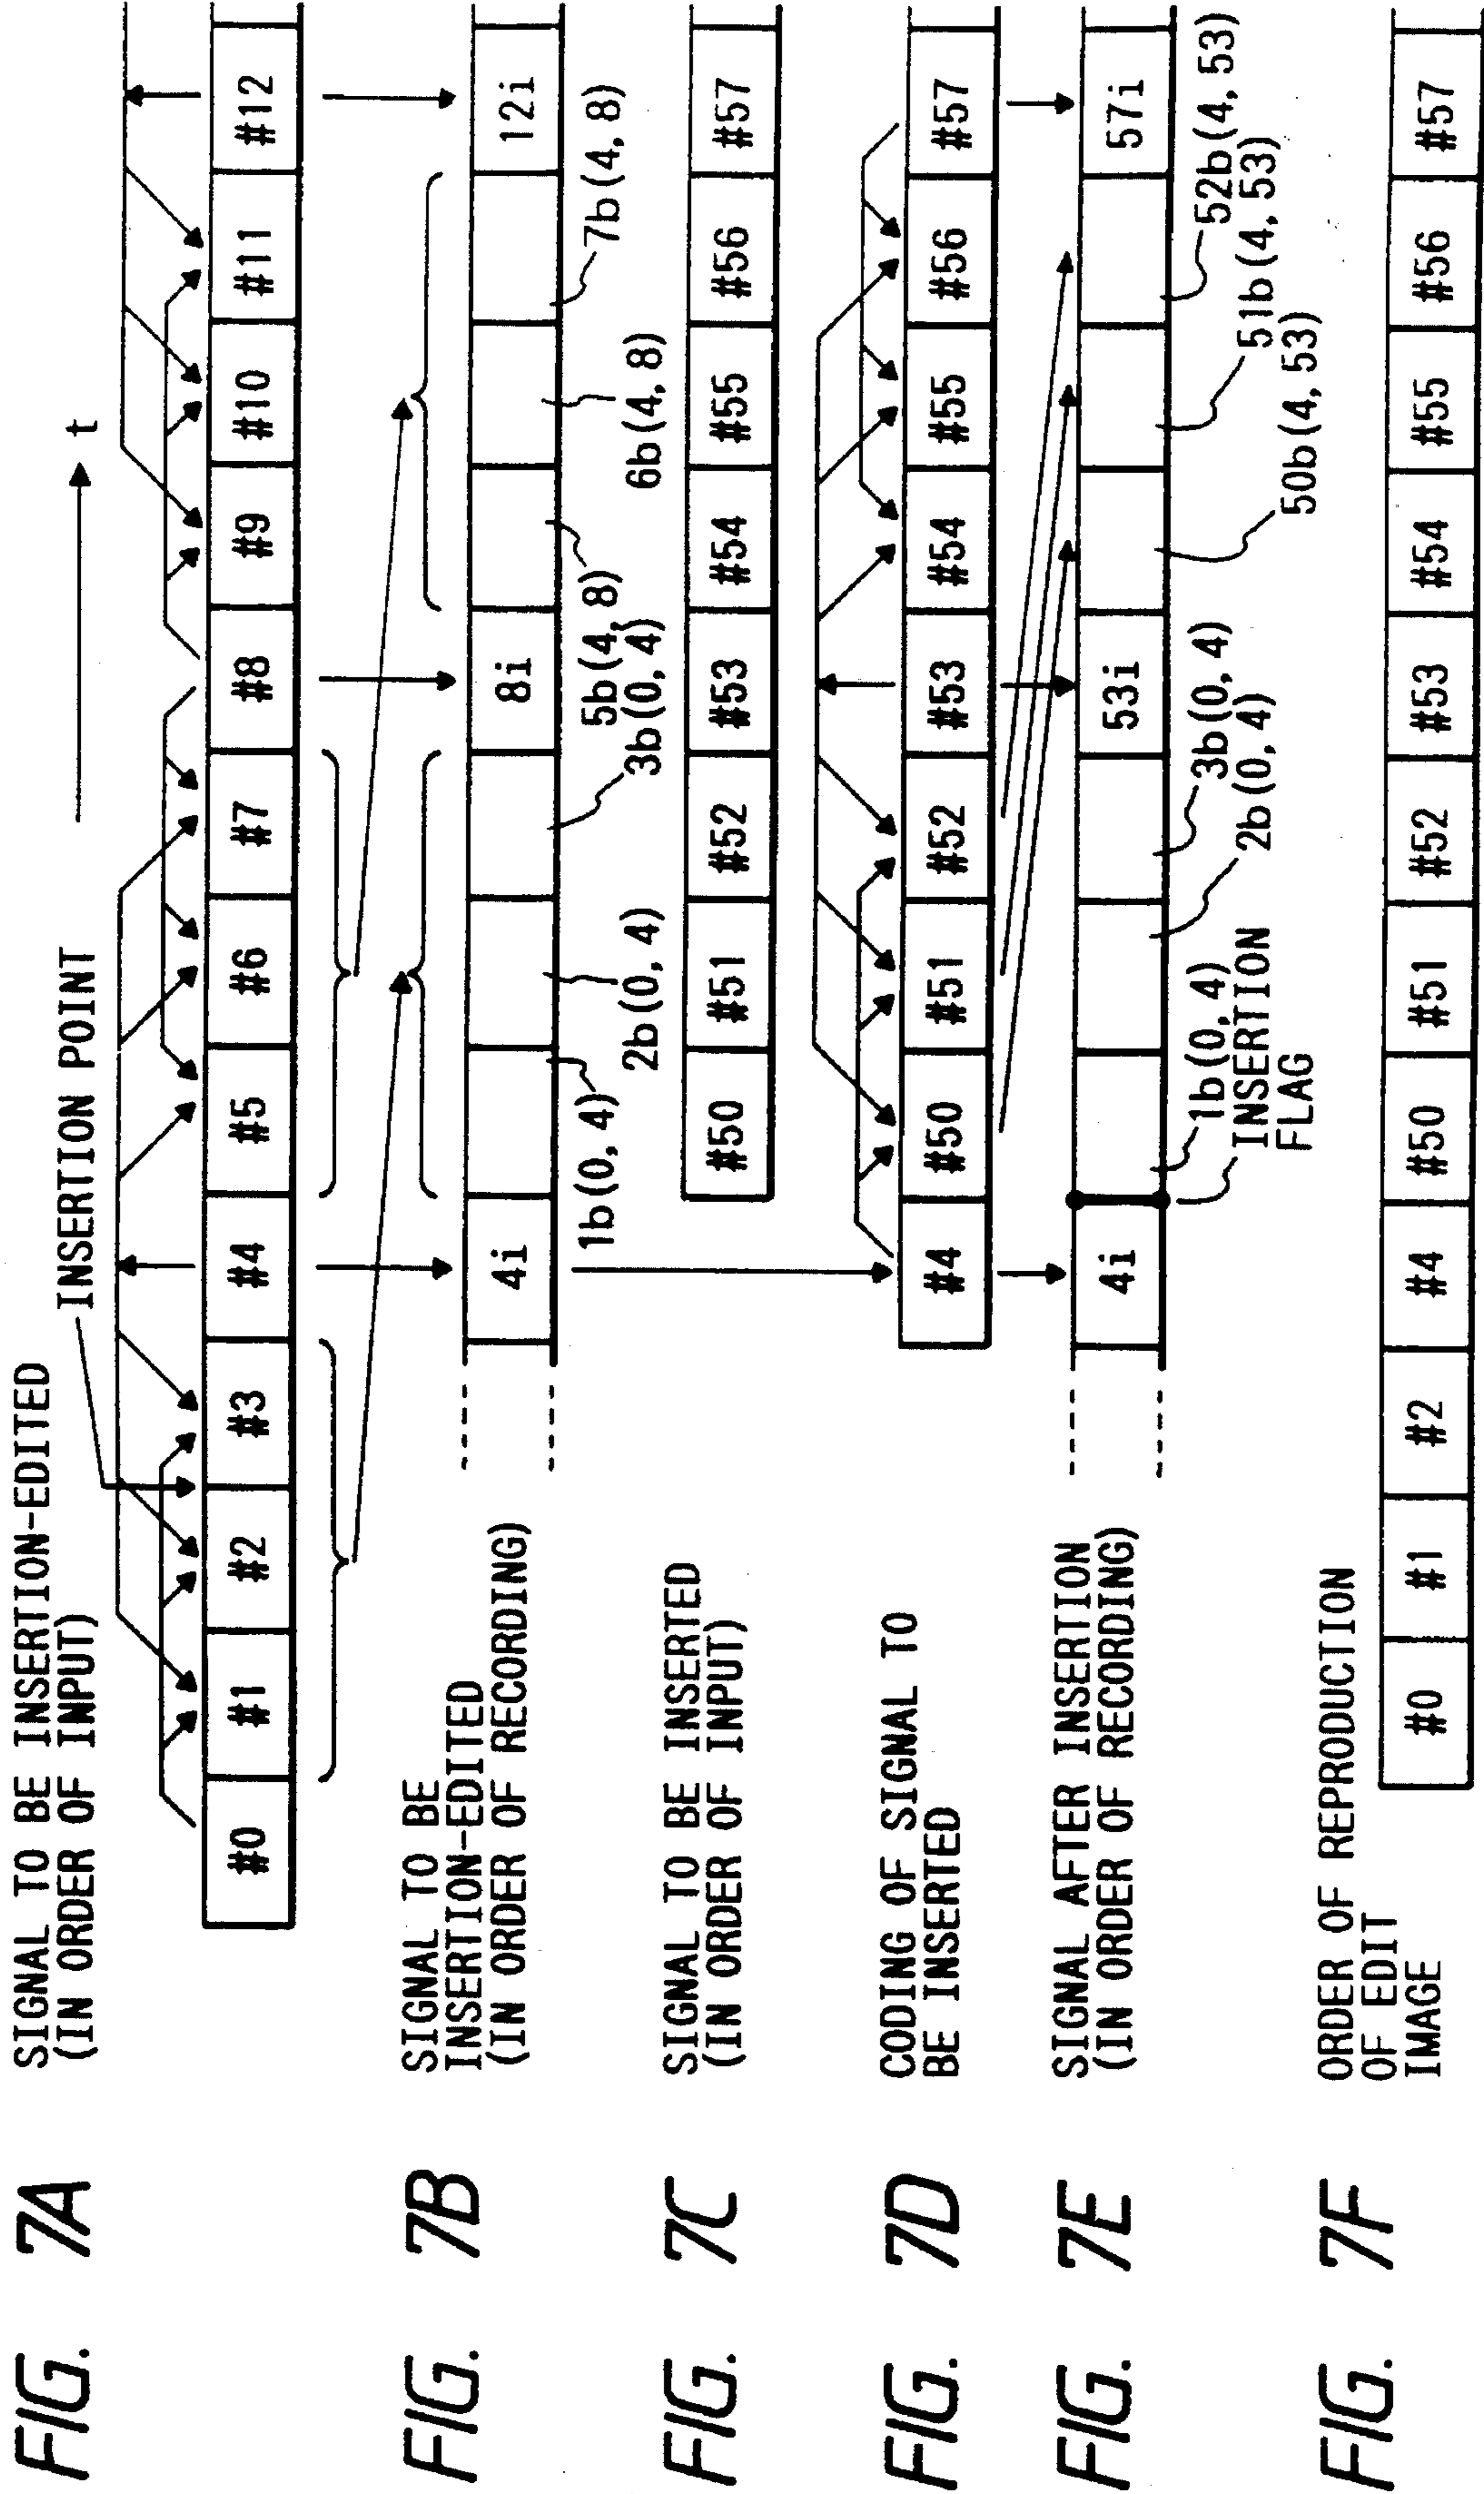 FIG. 7A
SIGNAL TO BE INSERTION-EDITED
(IN ORDER OF INPUT)
INSERTION POINT
t
#0 #1 #2 #3 #4 #5 #6 #7 #8 #9 #10 #11 #12
FIG. 7B
SIGNAL TO BE
INSERTION-EDITED
(IN ORDER OF RECORDING)
4i 8i 12i
1b(0,4)
2b(0,4)
3b(0,4)
5b(4,8)
6b(4,8)
7b(4,8)
FIG. 7C
SIGNAL TO BE INSERTED
(IN ORDER OF INPUT)
#50 #51 #52 #53 #54 #55 #56 #57
FIG. 7D
CODING OF SIGNAL TO
BE INSERTED
#4 #50 #51 #52 #53 #54 #55 #56 #57
FIG. 7E
SIGNAL AFTER INSERTION
(IN ORDER OF RECORDING)
4i 53i 57i
1b(0,4)
INSERTION
FLAG
2b(0,4)
3b(0,4)
50b(4,53)
51b(4,53)
52b(4,53)
FIG. 7F
ORDER OF REPRODUCTION
OF EDIT
IMAGE
#0 #1 #2 #4 #50 #51 #52 #53 #54 #55 #56 #57